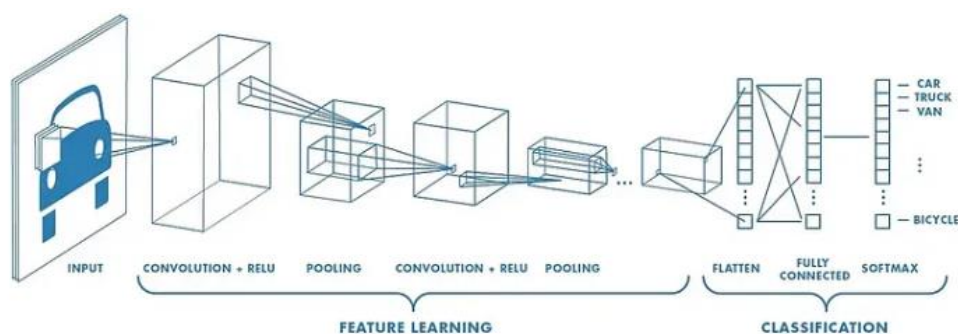 CAR
TRUCK
VAN
BICYCLE
INPUT CONVOLUTION + RELU POOLING CONVOLUTION + RELU POOLING FLATTEN FULLY CONNECTED SOFTMAX
FEATURE LEARNING CLASSIFICATION